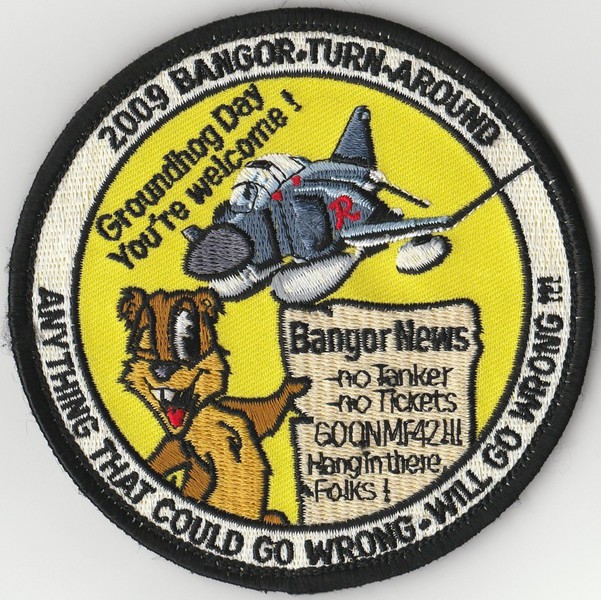 2009 BANGOR-TURN-AROUND
Groundhog Day
You're welcome !
R
Bangor News
-no Tanker
-no Tickets
GOQNMF42!!!
Hang in there,
Folks !
ANYTHING THAT COULD GO WRONG-WILL GO WRONG !!!